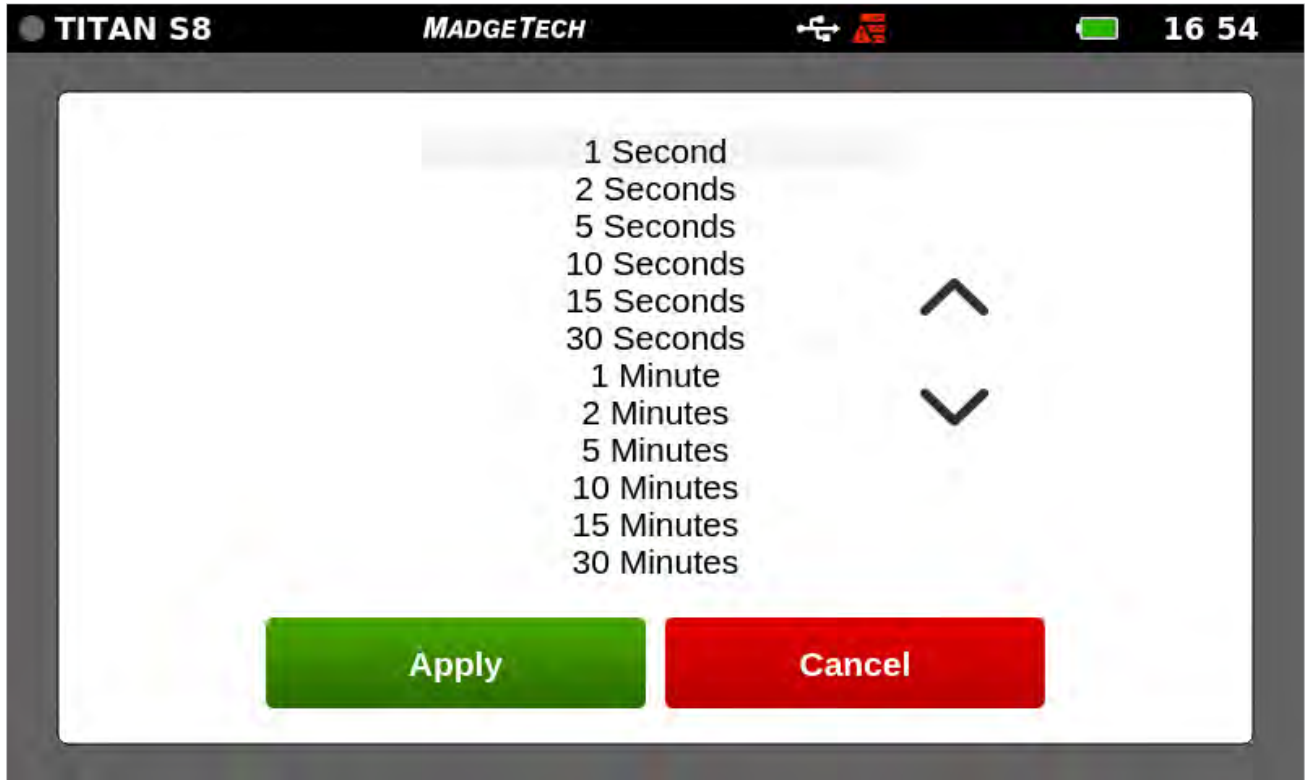 TITAN S8 MADGETECH 16 54
1 Second
2 Seconds
5 Seconds
10 Seconds
15 Seconds
30 Seconds
1 Minute
2 Minutes
5 Minutes
10 Minutes
15 Minutes
30 Minutes
Apply Cancel